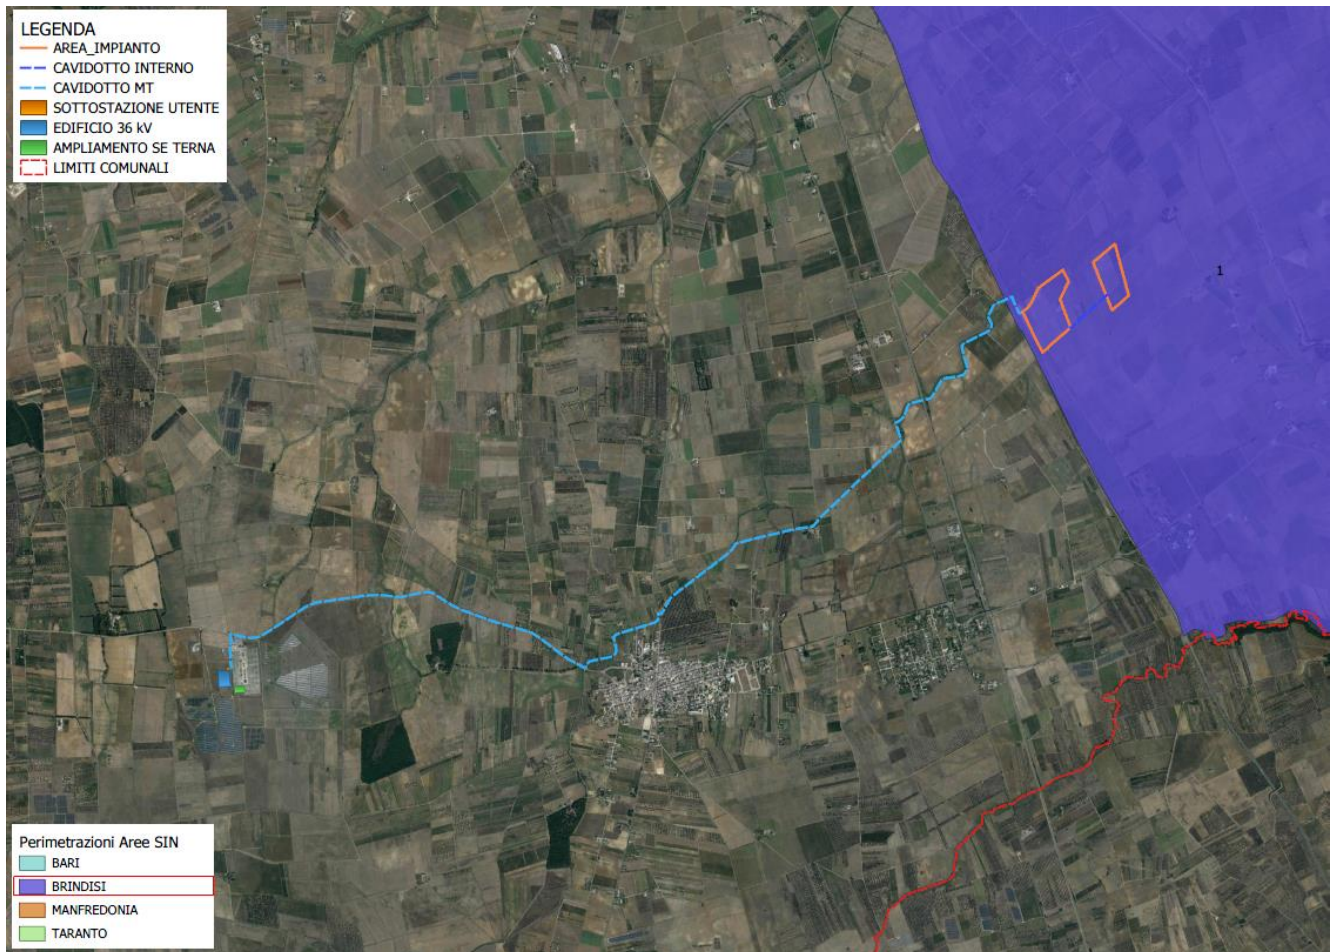 LEGENDA
AREA_IMPIANTO
CAVIDOTTO INTERNO
CAVIDOTTO MT
SOTTOSTAZIONE UTENTE
EDIFICIO 36 kV
AMPLIAMENTO SE TERNA
LIMITI COMUNALI
1
Perimetrazioni Aree SIN
BARI
BRINDISI
MANFREDONIA
TARANTO